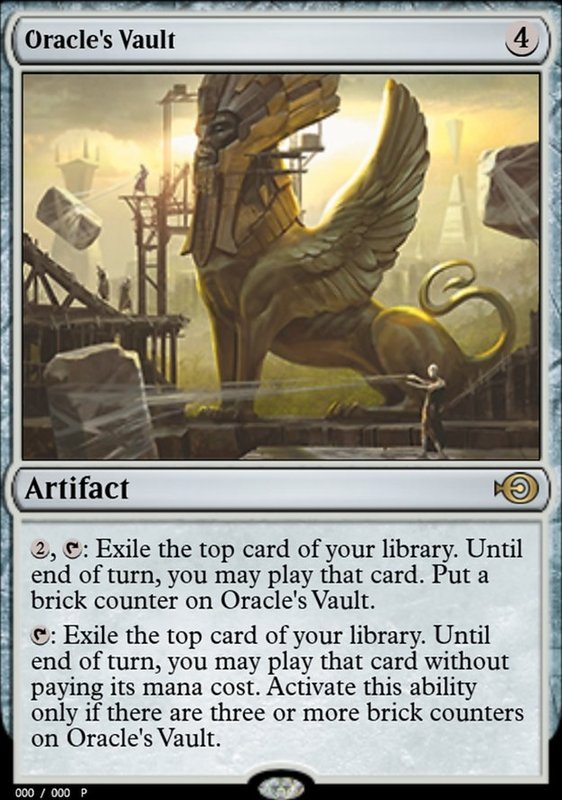 Oracle's Vault 4
Artifact
2, : Exile the top card of your library. Until
end of turn, you may play that card. Put a
brick counter on Oracle's Vault.
: Exile the top card of your library. Until
end of turn, you may play that card without
paying its mana cost. Activate this ability
only if there are three or more brick counters
on Oracle's Vault.
000 / 000 P